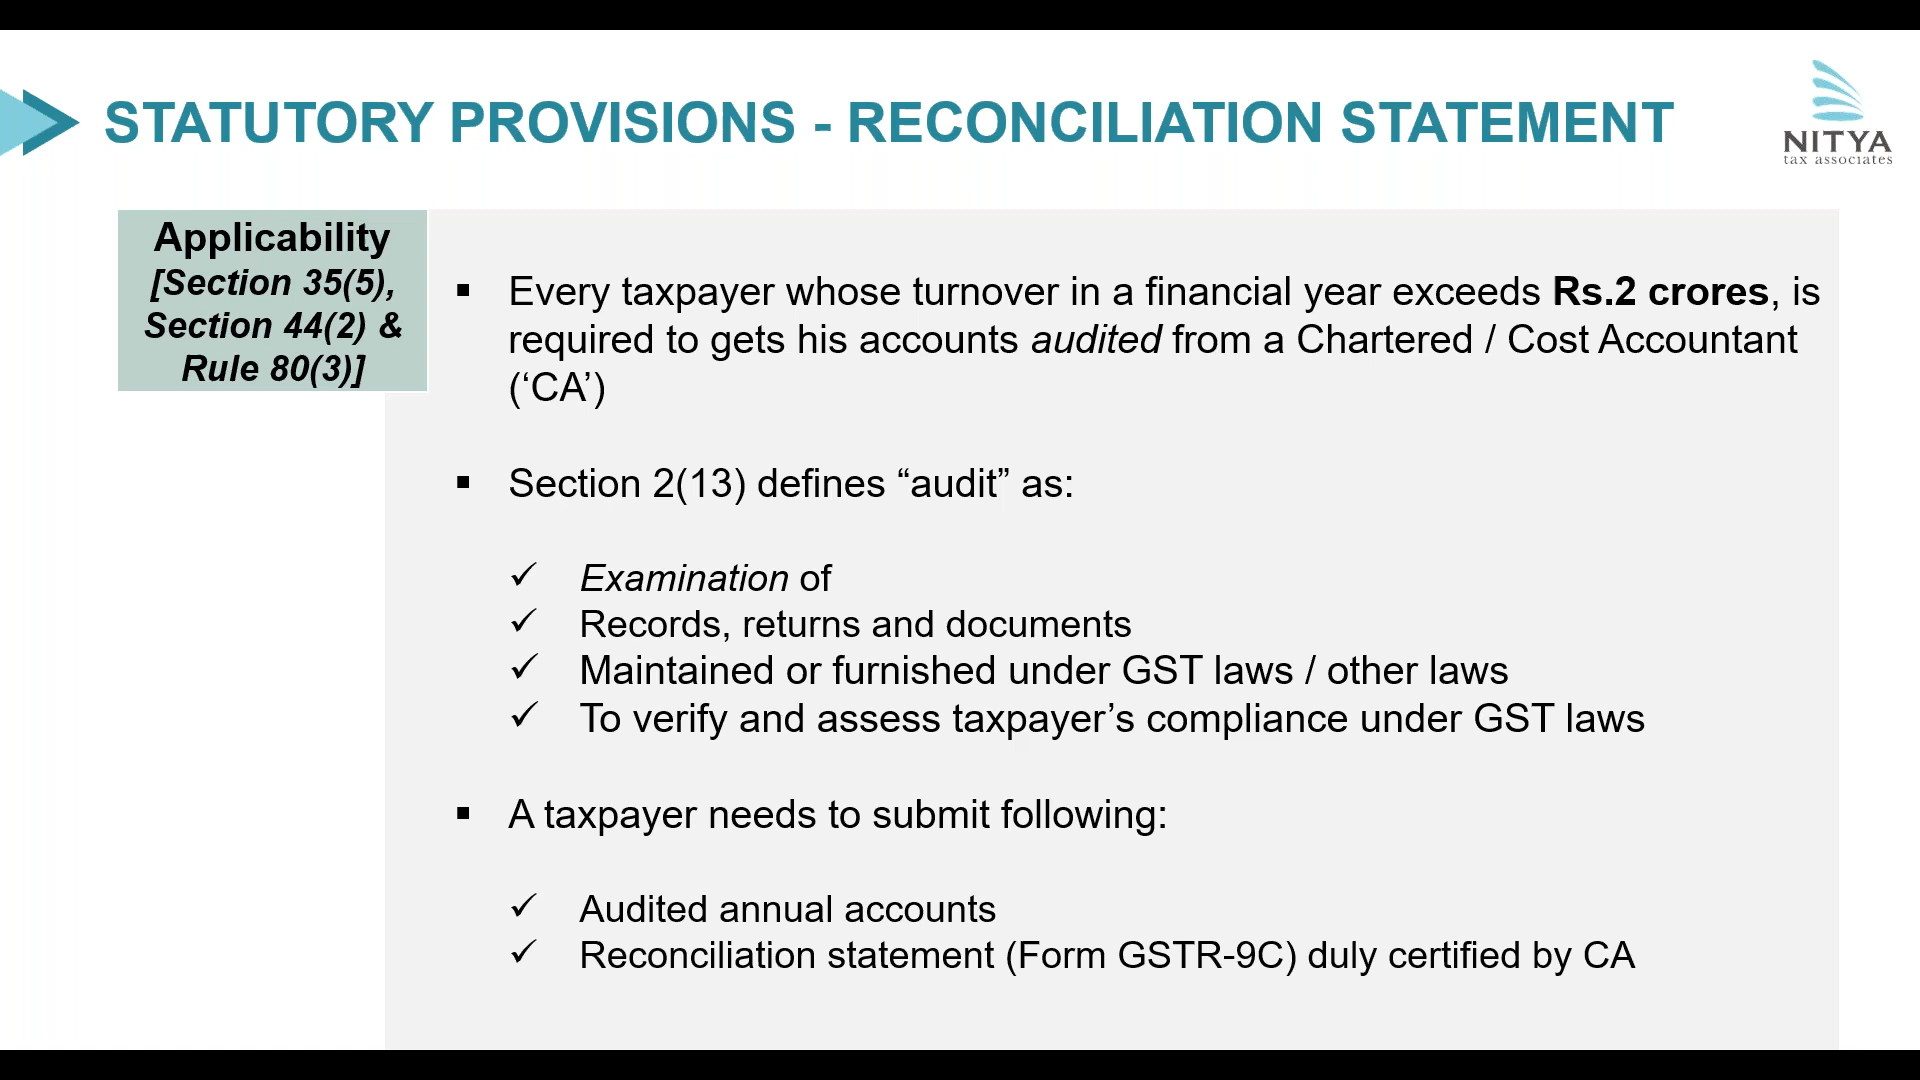 STATUTORY PROVISIONS - RECONCILIATION STATEMENT
NITYA
tax associates
Applicability
[Section 35(5),
Section 44(2) &
Rule 80(3)]
▪ Every taxpayer whose turnover in a financial year exceeds Rs.2 crores, is
required to gets his accounts audited from a Chartered / Cost Accountant
(‘CA’)
▪ Section 2(13) defines “audit” as:
✓ Examination of
✓ Records, returns and documents
✓ Maintained or furnished under GST laws / other laws
✓ To verify and assess taxpayer’s compliance under GST laws
▪ A taxpayer needs to submit following:
✓ Audited annual accounts
✓ Reconciliation statement (Form GSTR-9C) duly certified by CA